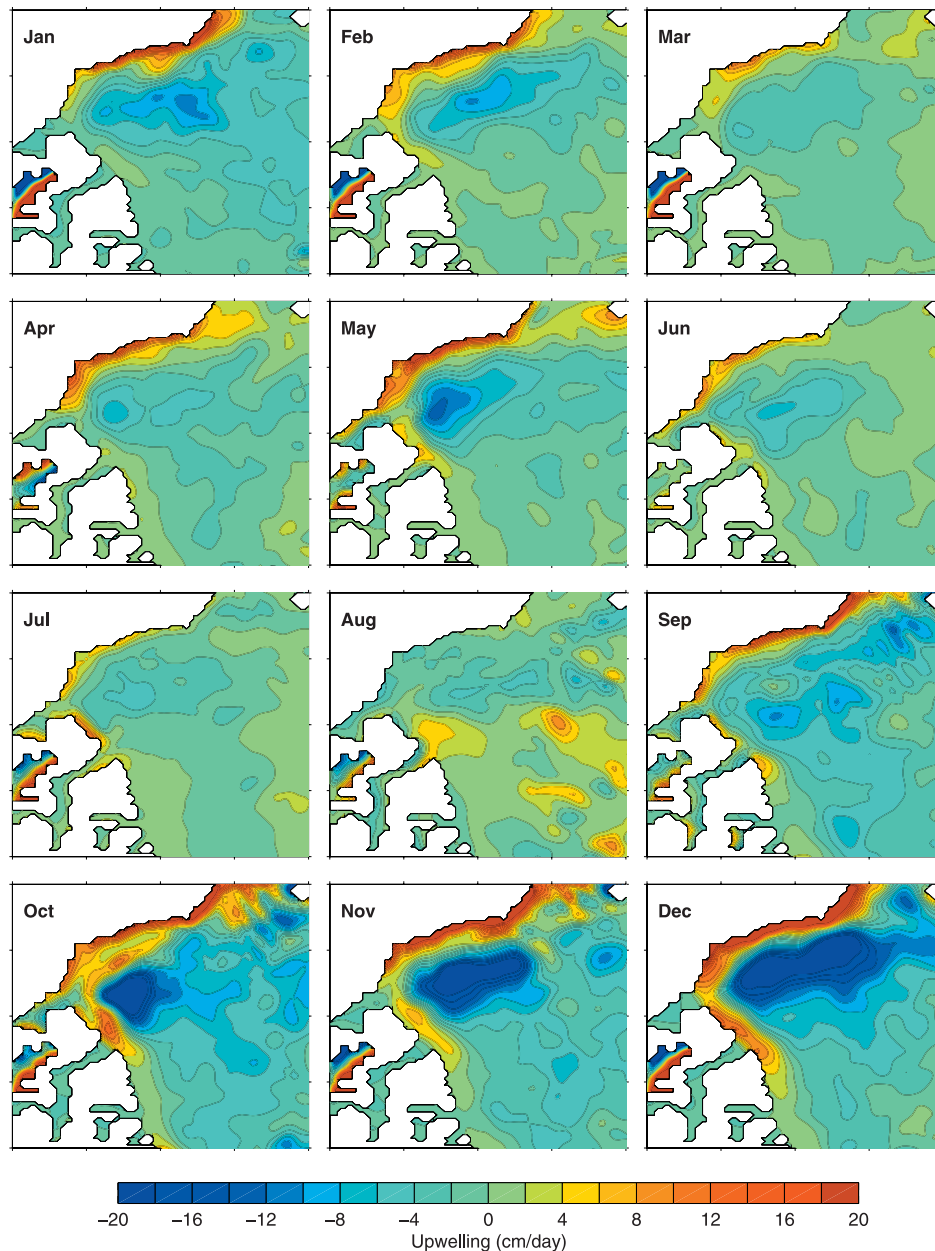 Jan Feb Mar
Apr May Jun
Jul Aug Sep
Oct Nov Dec
−20 −16 −12 −8 −4 0 4 8 12 16 20
Upwelling (cm/day)